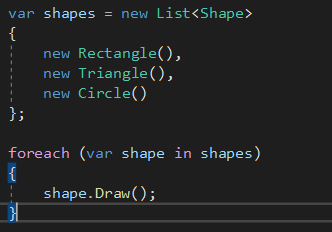 var shapes = new List<Shape>
{
    new Rectangle(),
    new Triangle(),
    new Circle()
};

foreach (var shape in shapes)
{
    shape.Draw();
}